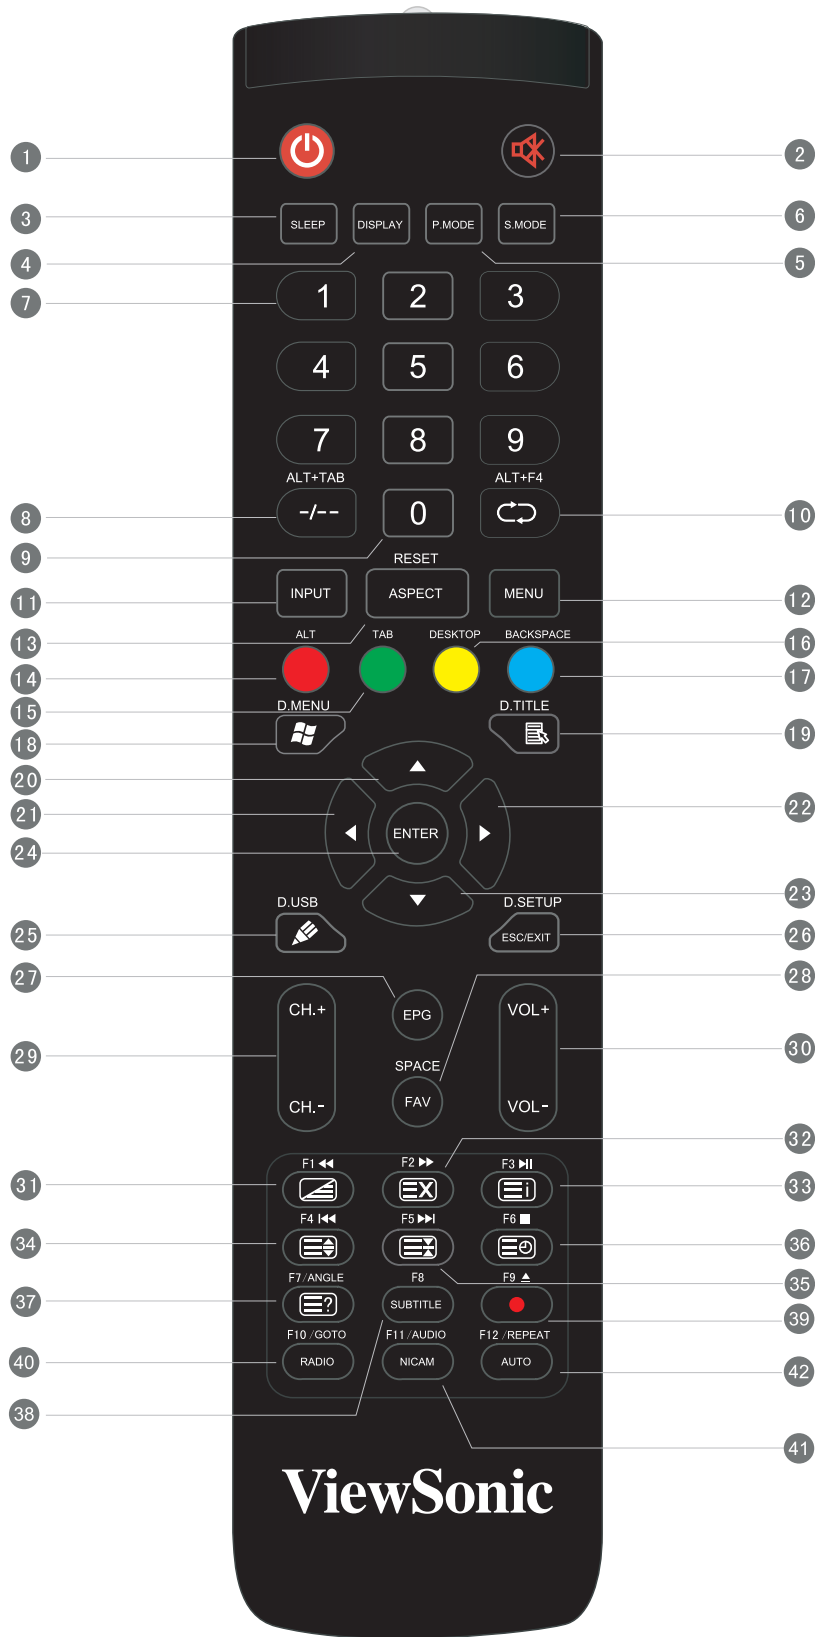 1
2
3 SLEEP DISPLAY P.MODE S.MODE 6
4 5
7 1 2 3
4 5 6
7 8 9
ALT+TAB ALT+F4
8 -/-- 0 10
9 RESET
11 INPUT ASPECT MENU 12
13 ALT TAB DESKTOP BACKSPACE 16
14 17
15 D.MENU D.TITLE
18 19
20
21 22
24 ENTER
23
D.USB D.SETUP
25 ESC/EXIT 26
27 28
CH.+ EPG VOL+
29 30
SPACE
CH.- FAV VOL-
32
F1 F2 F3
31 X i 33
F4 F5 F6
34 36
F7/ANGLE F8 F9 35
37 ? SUBTITLE 39
F10 /GOTO F11 /AUDIO F12 /REPEAT
40 RADIO NICAM AUTO 42
38
41
ViewSonic